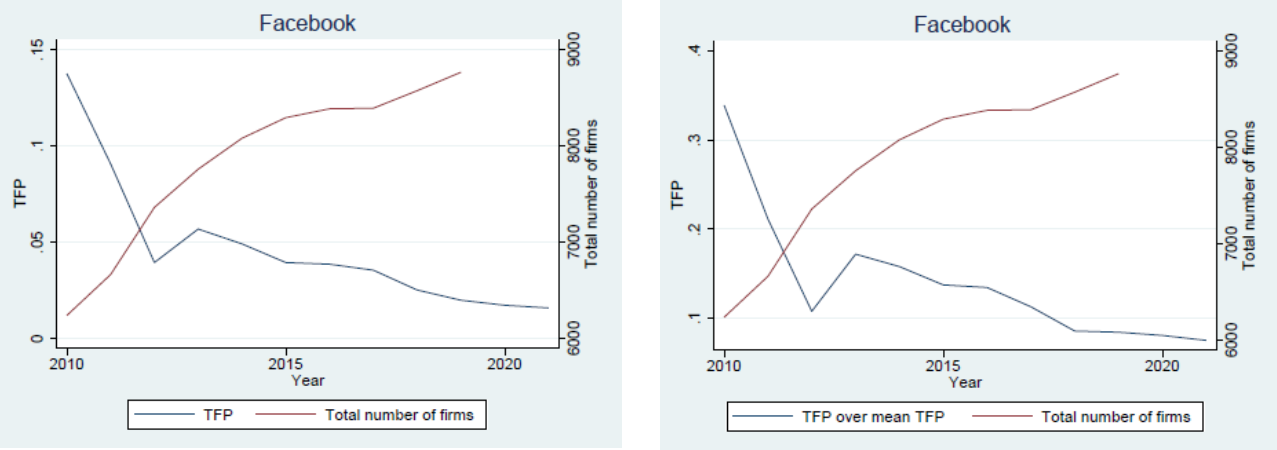 Facebook
.15
.1
.05
0
TFP
9000
8000
7000
6000
Total number of firms
2010
2015
2020
Year
TFP
Total number of firms
Facebook
.4
.3
.2
.1
TFP
9000
8000
7000
6000
Total number of firms
2010
2015
2020
Year
TFP over mean TFP
Total number of firms